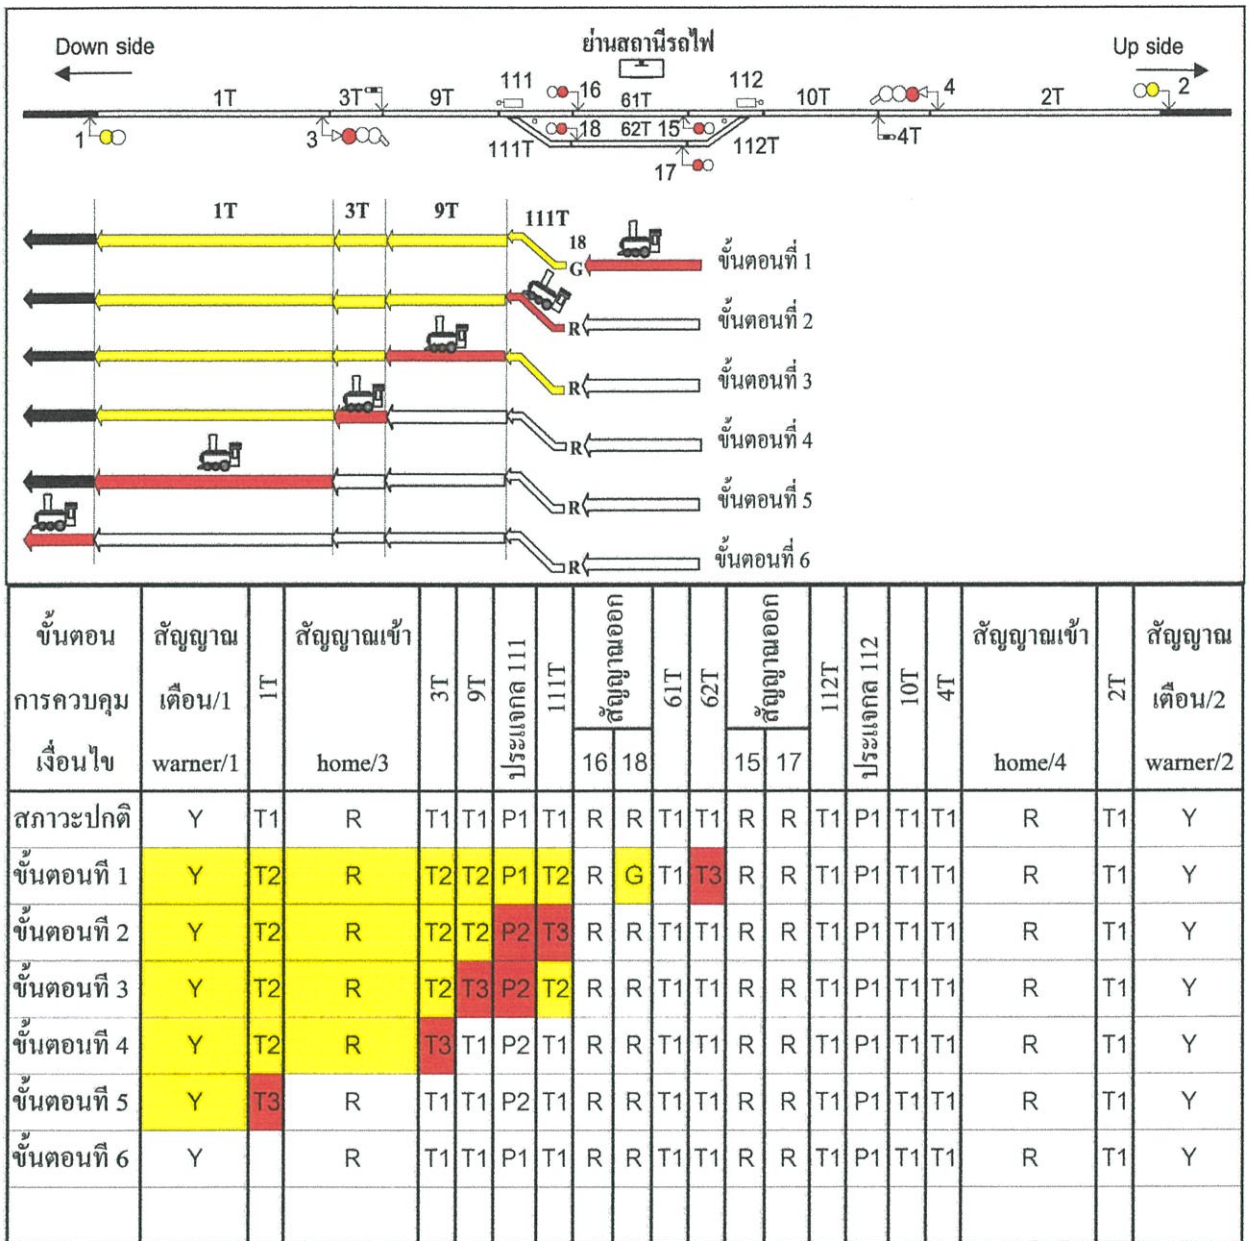 Down side
ย่านสถานีรถไฟ
Up side
1T 3T 9T 111 16 61T 112 10T 4 2T 2
1 3 111T 18 62T 15 17 112T 4T
1T 3T 9T 111T
18
G ขั้นตอนที่ 1
R ขั้นตอนที่ 2
R ขั้นตอนที่ 3
R ขั้นตอนที่ 4
R ขั้นตอนที่ 5
R ขั้นตอนที่ 6
ขั้นตอน การควบคุม เงื่อนไข
สัญญาณ เตือน/1 warner/1
1T
สัญญาณเข้า home/3
3T
9T
ประแจกล 111
111T
สัญญาณออก
16 18
61T
62T
สัญญาณออก
15 17
112T
ประแจกล 112
10T
4T
สัญญาณเข้า home/4
2T
สัญญาณ เตือน/2 warner/2
สภาวะปกติ Y T1 R T1 T1 P1 T1 R R T1 T1 R R T1 P1 T1 T1 R T1 Y
ขั้นตอนที่ 1 Y T2 R T2 T2 P1 T2 R G T1 T3 R R T1 P1 T1 T1 R T1 Y
ขั้นตอนที่ 2 Y T2 R T2 T2 P2 T3 R R T1 T1 R R T1 P1 T1 T1 R T1 Y
ขั้นตอนที่ 3 Y T2 R T2 T3 P2 T2 R R T1 T1 R R T1 P1 T1 T1 R T1 Y
ขั้นตอนที่ 4 Y T2 R T3 T1 P2 T1 R R T1 T1 R R T1 P1 T1 T1 R T1 Y
ขั้นตอนที่ 5 Y T3 R T1 T1 P2 T1 R R T1 T1 R R T1 P1 T1 T1 R T1 Y
ขั้นตอนที่ 6 Y R T1 T1 P1 T1 R R T1 T1 R R T1 P1 T1 T1 R T1 Y